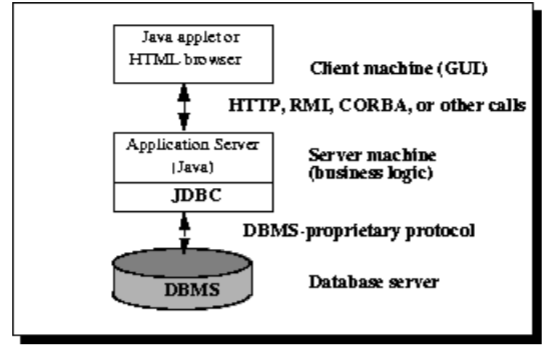 Java applet or
HTML browser
Client machine (GUI)
HTTP, RMI, CORBA, or other calls
Application Server
(Java)
JDBC
Server machine
(business logic)
DBMS-proprietary protocol
DBMS
Database server